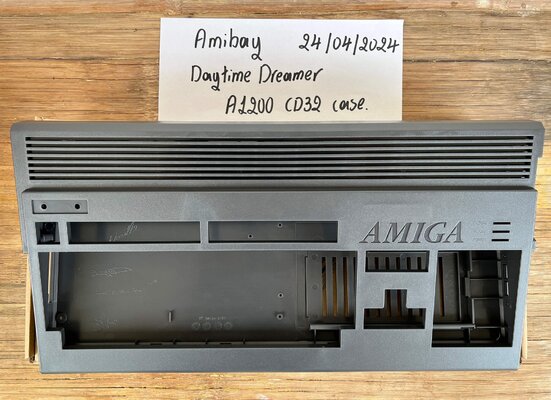 Amibay 24/04/2024
Daytime Dreamer
A1200 CD32 case.
AMIGA